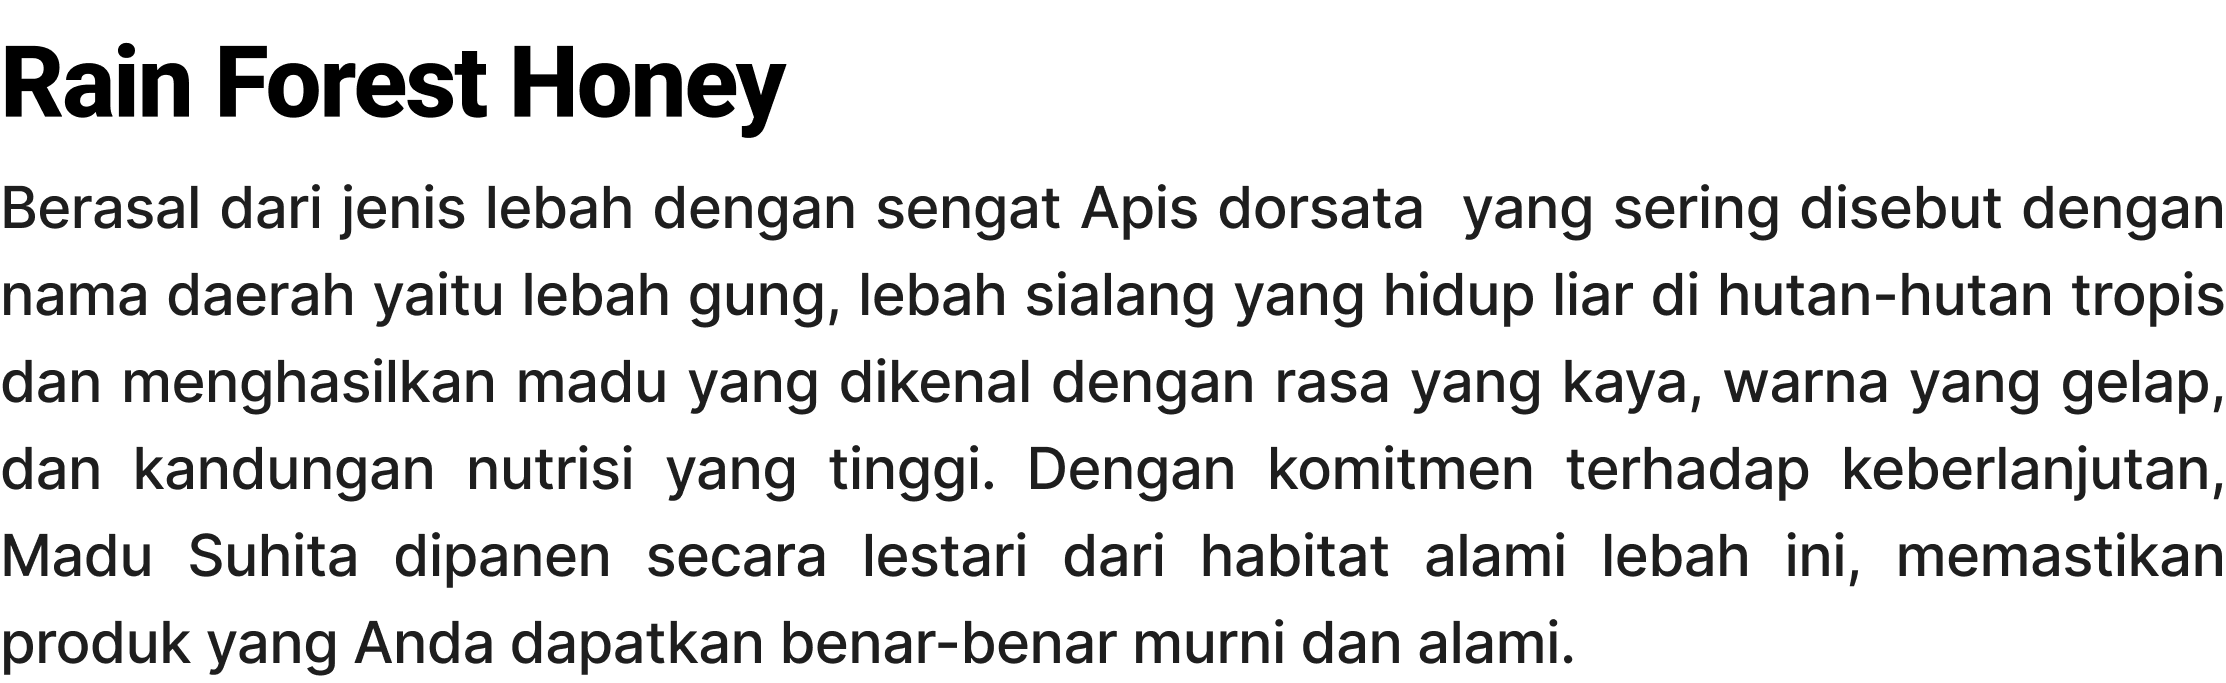 Rain Forest Honey
Berasal dari jenis lebah dengan sengat Apis dorsata  yang sering disebut dengan
nama daerah yaitu lebah gung, lebah sialang yang hidup liar di hutan-hutan tropis
dan menghasilkan madu yang dikenal dengan rasa yang kaya, warna yang gelap,
dan kandungan nutrisi yang tinggi. Dengan komitmen terhadap keberlanjutan,
Madu Suhita dipanen secara lestari dari habitat alami lebah ini, memastikan
produk yang Anda dapatkan benar-benar murni dan alami.